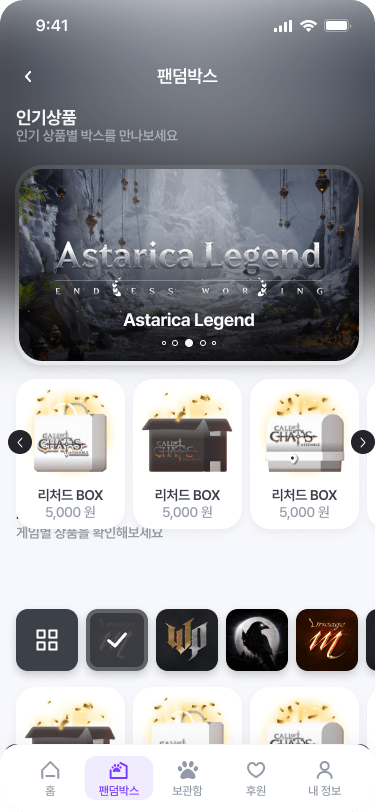 9:41
팬덤박스
인기상품
인기 상품별 박스를 만나보세요
Astarica Legend
ENDLESS WORKING
Astarica Legend
CALL OF CHAOS ASSEMBLE
CHAOS
CALL OF CHAOS ASSEMBLE
리처드 BOX
리처드 BOX
리처드 BOX
5,000 원
5,000 원
5,000 원
게임별 상품을 확인해보세요
Lineage
m
홈
팬덤박스
보관함
후원
내 정보